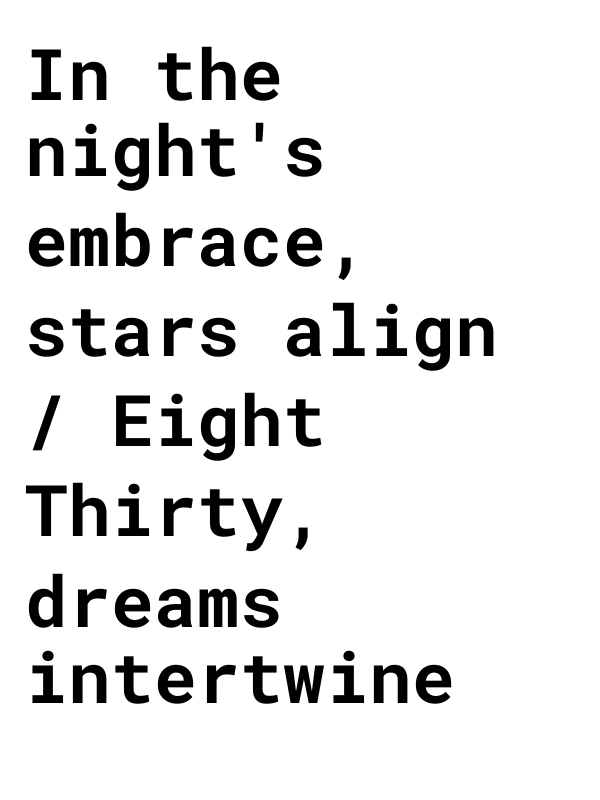 In the
night's
embrace,
stars align
/ Eight
Thirty,
dreams
intertwine